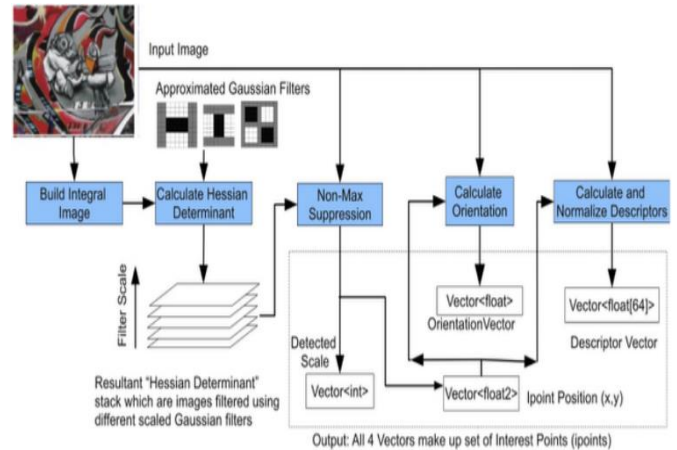 Input Image
Approximated Gaussian Filters
Build Integral
Image
Calculate Hessian
Determinant
Non-Max
Suppression
Calculate
Orientation
Calculate and
Normalize Descriptors
Filter Scale
Vector<float>
OrientationVector
Vector<float[64]>
Descriptor Vector
Detected
Scale
Vector<int>
Vector<float2>
Ipoint Position (x,y)
Resultant "Hessian Determinant"
stack which are images filtered using
different scaled Gaussian filters
Output: All 4 Vectors make up set of Interest Points (ipoints)